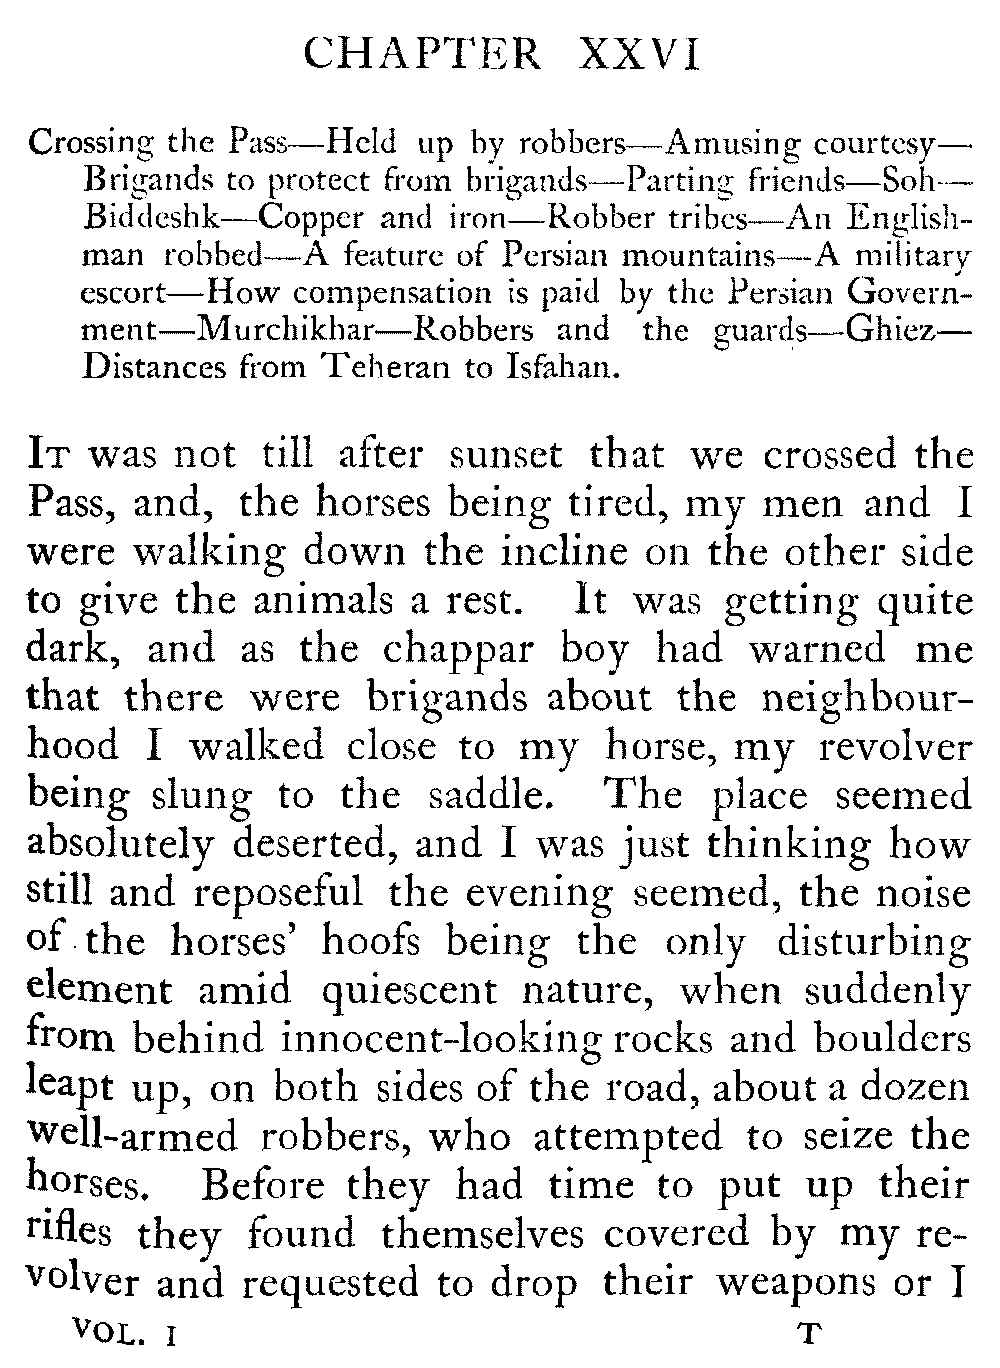 CHAPTER XXVI
Crossing the Pass—Held up by robbers—Amusing courtesy—
Brigands to protect from brigands—Parting friends—Soh—
Biddeshk—Copper and iron—Robber tribes—An English-
man robbed—A feature of Persian mountains—A military
escort—How compensation is paid by the Persian Govern-
ment—Murchikhar—Robbers and the guards—Ghiez—
Distances from Teheran to Isfahan.
IT was not till after sunset that we crossed the
Pass, and, the horses being tired, my men and I
were walking down the incline on the other side
to give the animals a rest. It was getting quite
dark, and as the chappar boy had warned me
that there were brigands about the neighbour-
hood I walked close to my horse, my revolver
being slung to the saddle. The place seemed
absolutely deserted, and I was just thinking how
still and reposeful the evening seemed, the noise
of the horses' hoofs being the only disturbing
element amid quiescent nature, when suddenly
from behind innocent-looking rocks and boulders
leapt up, on both sides of the road, about a dozen
well-armed robbers, who attempted to seize the
horses. Before they had time to put up their
rifles they found themselves covered by my re-
volver and requested to drop their weapons or I
VOL. I T